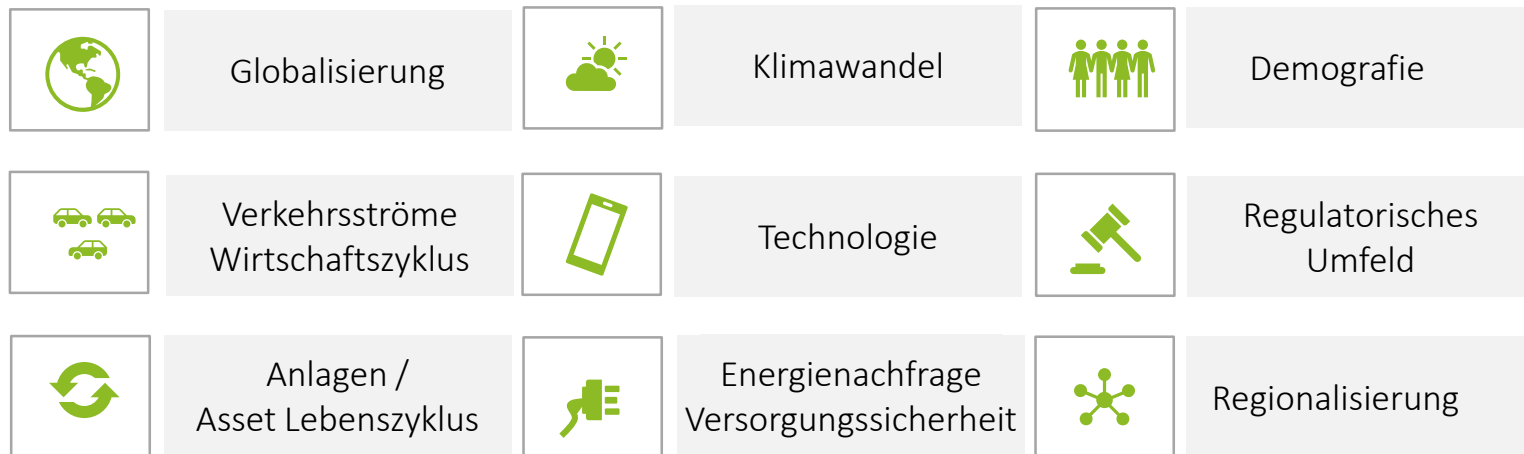 Globalisierung
Klimawandel
Demografie
Verkehrsströme
Wirtschaftszyklus
Technologie
Regulatorisches
Umfeld
Anlagen /
Asset Lebenszyklus
Energienachfrage
Versorgungssicherheit
Regionalisierung